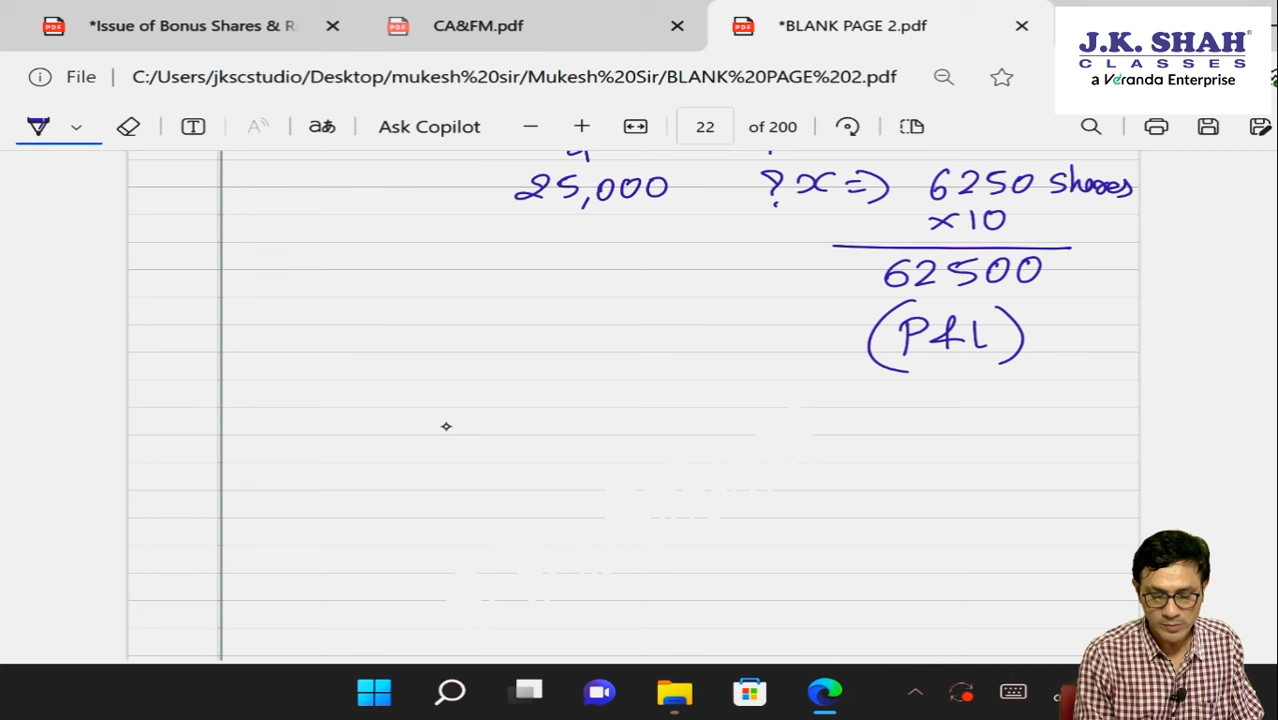 *Issue of Bonus Shares & Ri
CA&FM.pdf
*BLANK PAGE 2.pdf
J.K. SHAH®
CLASSES
a Veranda Enterprise
File
C:/Users/jkscstudio/Desktop/mukesh%20sir/Mukesh%20Sir/BLANK%20PAGE%202.pdf
Ask Copilot
22 of 200
25,000 ? x => 6250 Shares
x 10
62500
(P&L)